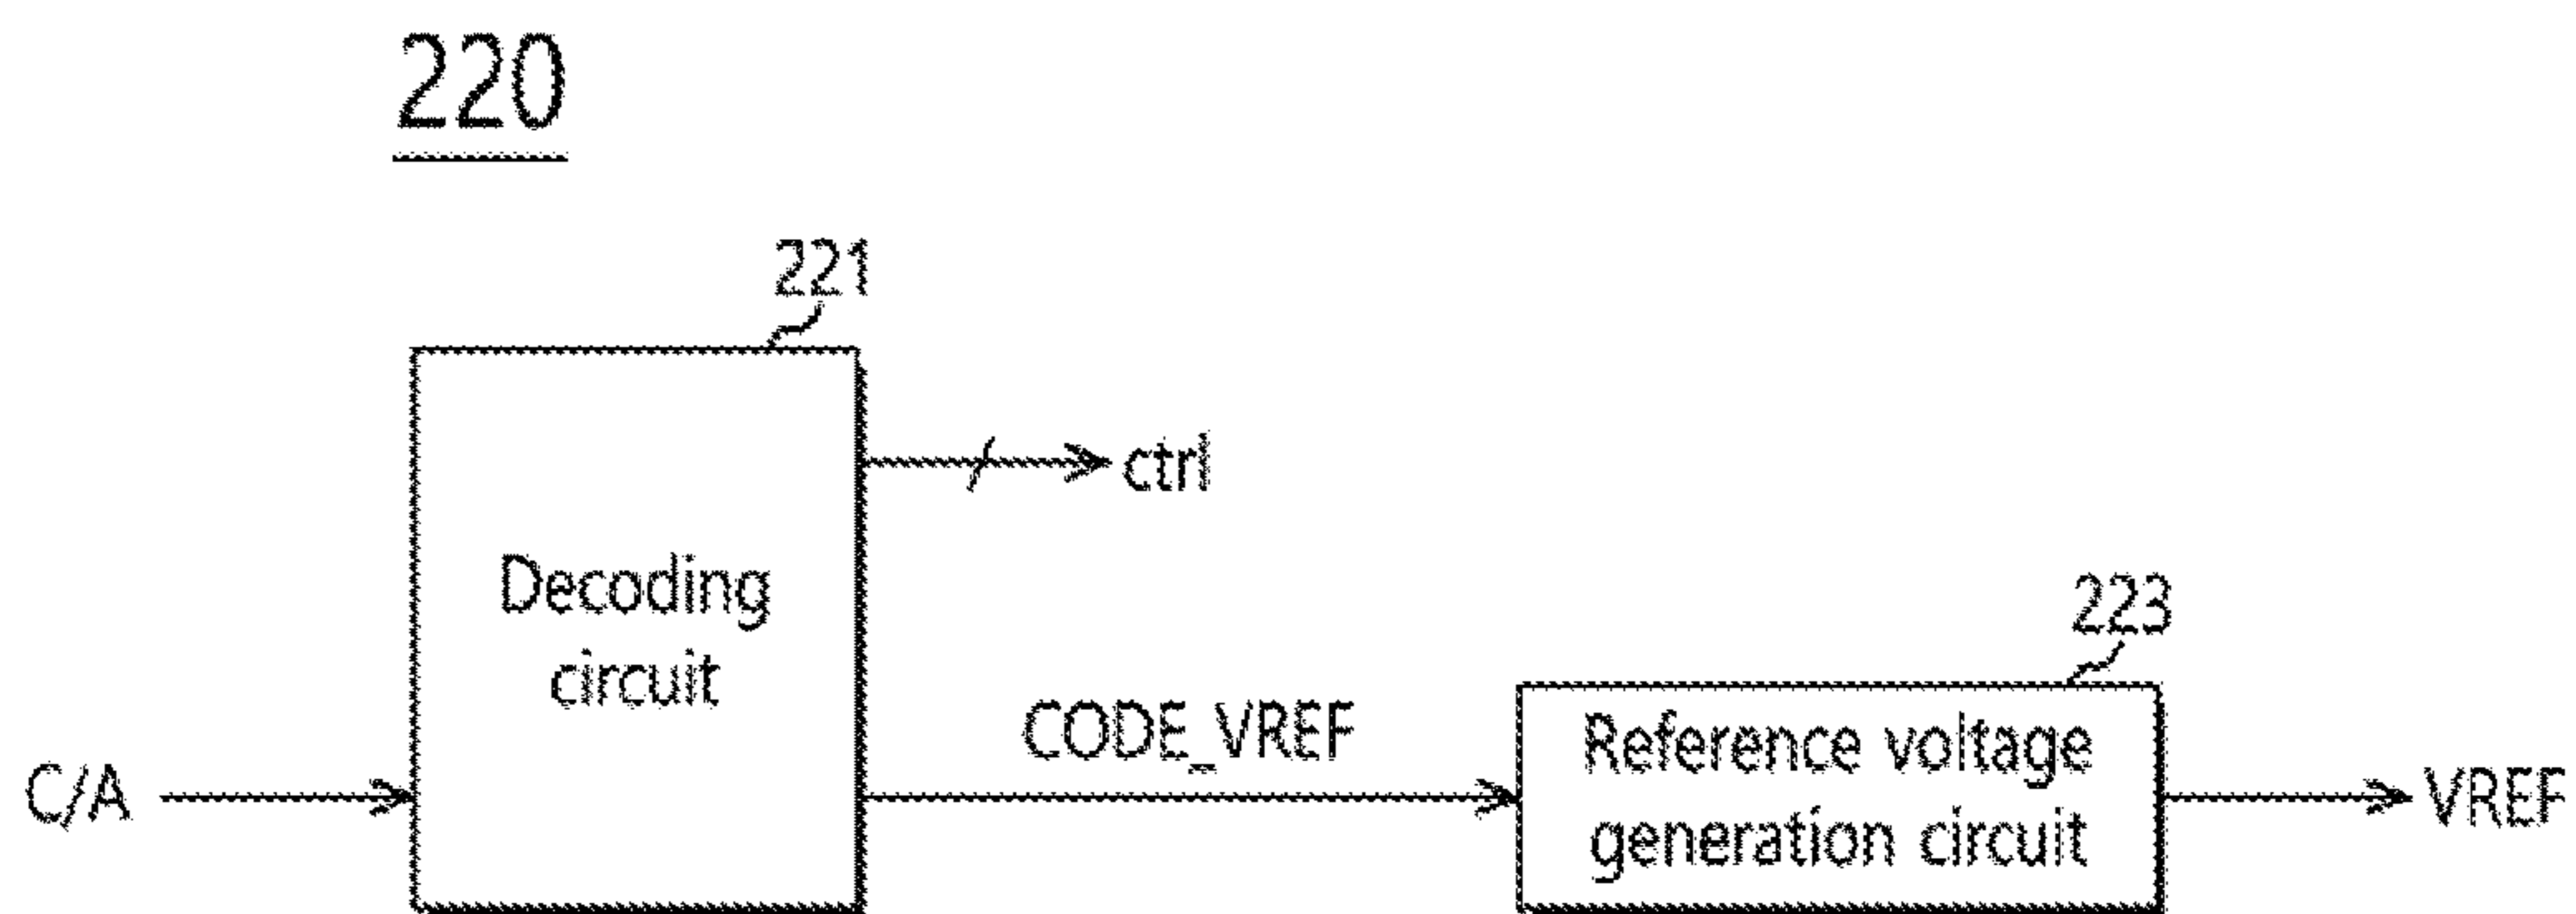 220
221
ctrl
Decoding
circuit
223
CODE_VREF
Reference voltage
generation circuit
C/A
VREF